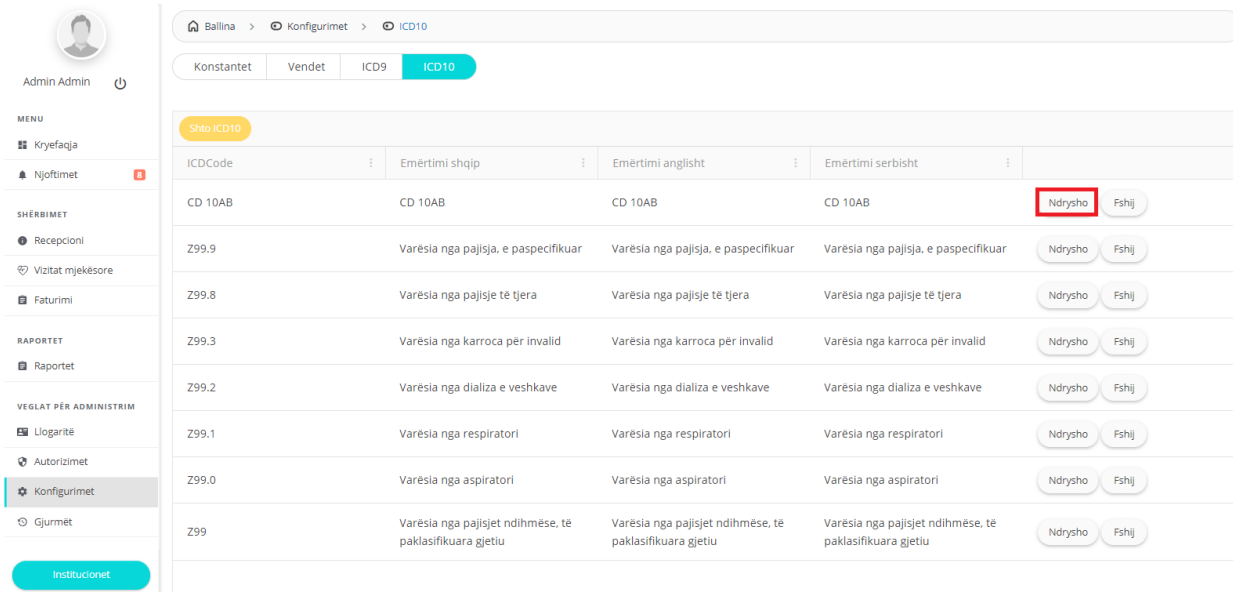 Ballina > Konfigurimet > ICD10
Konstantet Vendet ICD9 ICD10
Admin Admin
MENU
Kryefaqja
Njoftimet 8
SHËRBIMET
Recepcioni
Vizitat mjekësore
Faturimi
RAPORTET
Raportet
VEGLAT PËR ADMINISTRIM
Llogaritë
Autorizimet
Konfigurimet
Gjurmët
Institucionet
Shto ICD10
ICDCode Emërtimi shqip Emërtimi anglisht Emërtimi serbisht
CD 10AB CD 10AB CD 10AB CD 10AB Ndrysho Fshij
Z99.9 Varësia nga pajisja, e paspecifikuar Varësia nga pajisja, e paspecifikuar Varësia nga pajisja, e paspecifikuar Ndrysho Fshij
Z99.8 Varësia nga pajisje të tjera Varësia nga pajisje të tjera Varësia nga pajisje të tjera Ndrysho Fshij
Z99.3 Varësia nga karroca për invalid Varësia nga karroca për invalid Varësia nga karroca për invalid Ndrysho Fshij
Z99.2 Varësia nga dializa e veshkave Varësia nga dializa e veshkave Varësia nga dializa e veshkave Ndrysho Fshij
Z99.1 Varësia nga respiratori Varësia nga respiratori Varësia nga respiratori Ndrysho Fshij
Z99.0 Varësia nga aspiratori Varësia nga aspiratori Varësia nga aspiratori Ndrysho Fshij
Varësia nga pajisjet ndihmëse, të Varësia nga pajisjet ndihmëse, të Varësia nga pajisjet ndihmëse, të
Z99 Ndrysho Fshij
paklasifikuara gjetiu paklasifikuara gjetiu paklasifikuara gjetiu